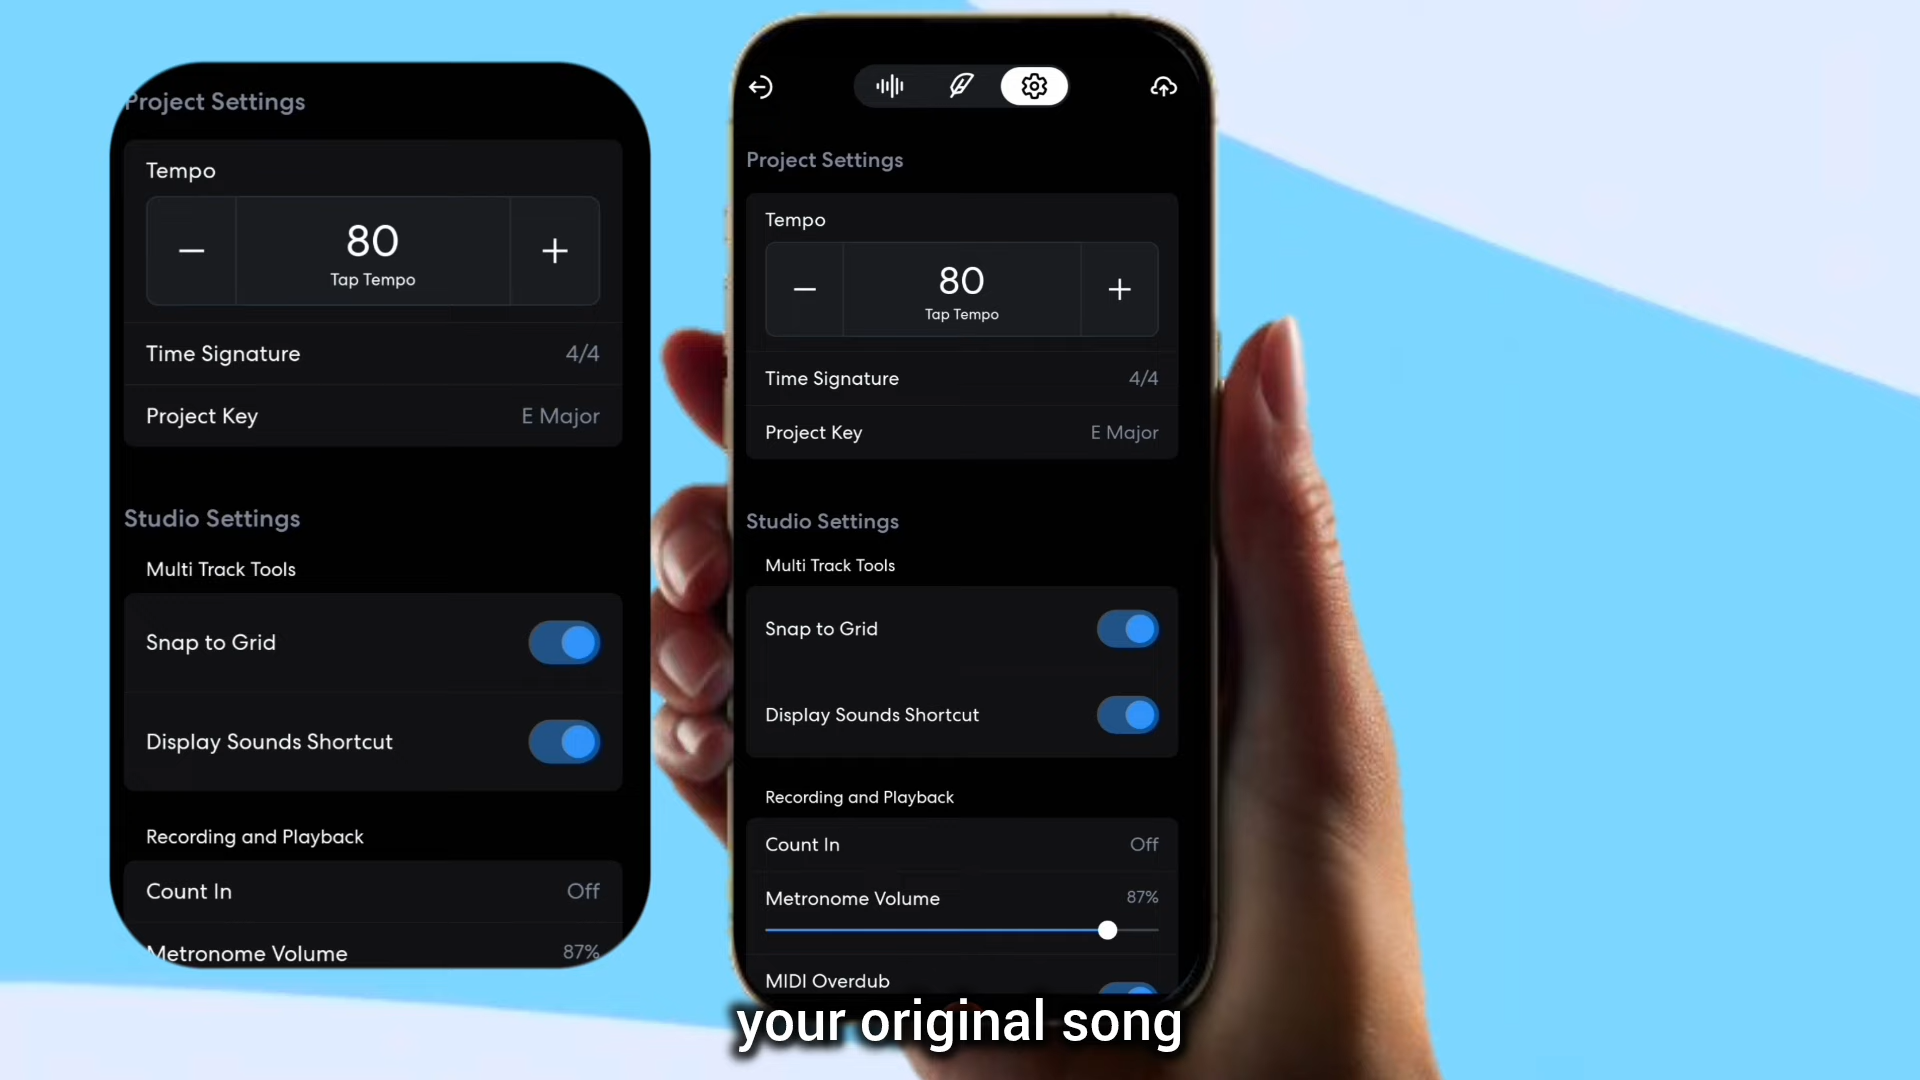 Project Settings
Tempo
80
Tap Tempo
Time Signature 4/4
Project Key E Major
Studio Settings
Multi Track Tools
Snap to Grid
Display Sounds Shortcut
Recording and Playback
Count In Off
Metronome Volume 87%
Project Settings
Tempo
80
Tap Tempo
Time Signature 4/4
Project Key E Major
Studio Settings
Multi Track Tools
Snap to Grid
Display Sounds Shortcut
Recording and Playback
Count In Off
Metronome Volume 87%
MIDI Overdub
your original song